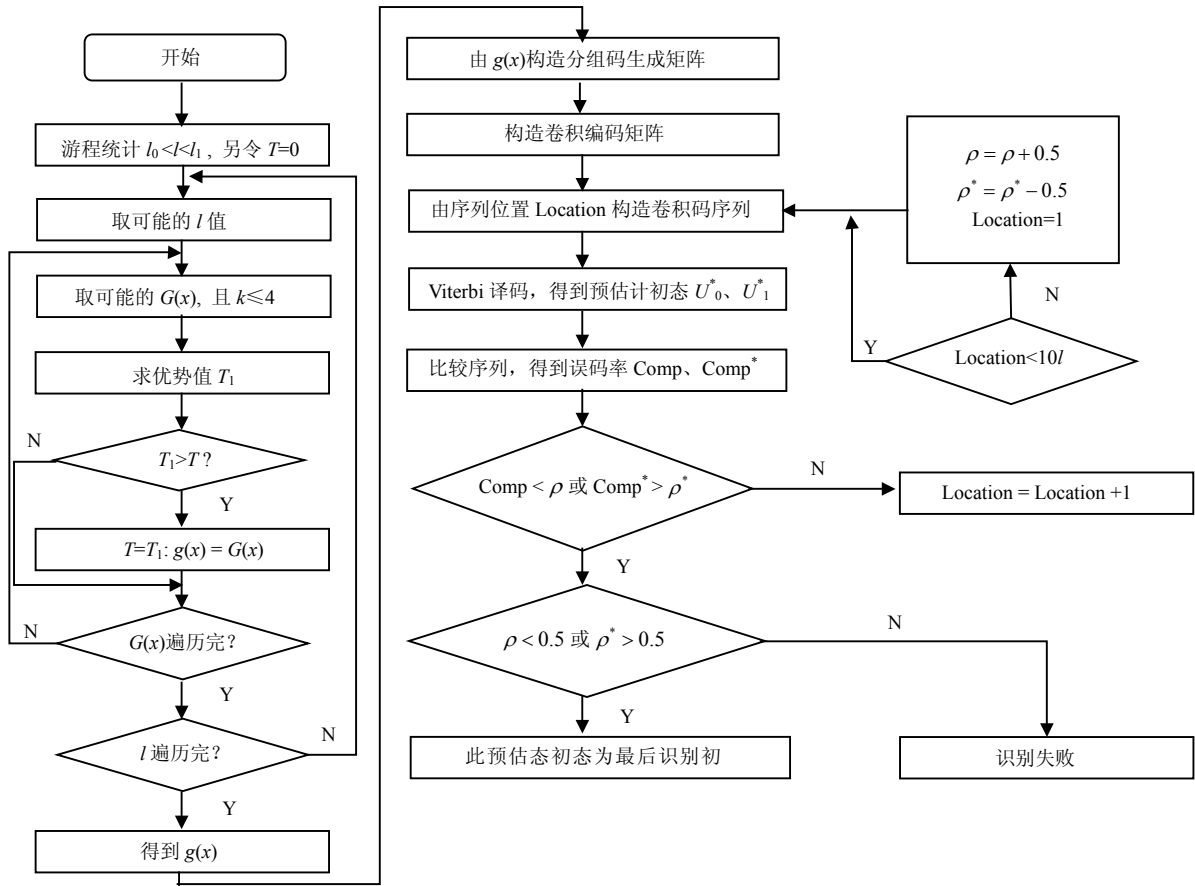 开始
游程统计 l₀<l<l₁ , 另令 T=0
取可能的 l 值
取可能的 G(x), 且 k≤4
求优势值 T₁
N
T₁>T ?
Y
T=T₁: g(x) = G(x)
N
G(x)遍历完?
Y
N
l 遍历完?
Y
得到 g(x)
由 g(x)构造分组码生成矩阵
构造卷积编码矩阵
由序列位置 Location 构造卷积码序列
Viterbi 译码，得到预估计初态 U*₀、U*₁
比较序列，得到误码率 Comp、Comp*
Comp < ρ 或 Comp* > ρ*
N
Location = Location +1
Y
ρ < 0.5 或 ρ* > 0.5
N
Y
此预估态初态为最后识别初
识别失败
ρ = ρ + 0.5
ρ* = ρ* − 0.5
Location=1
N
Y
Location<10l